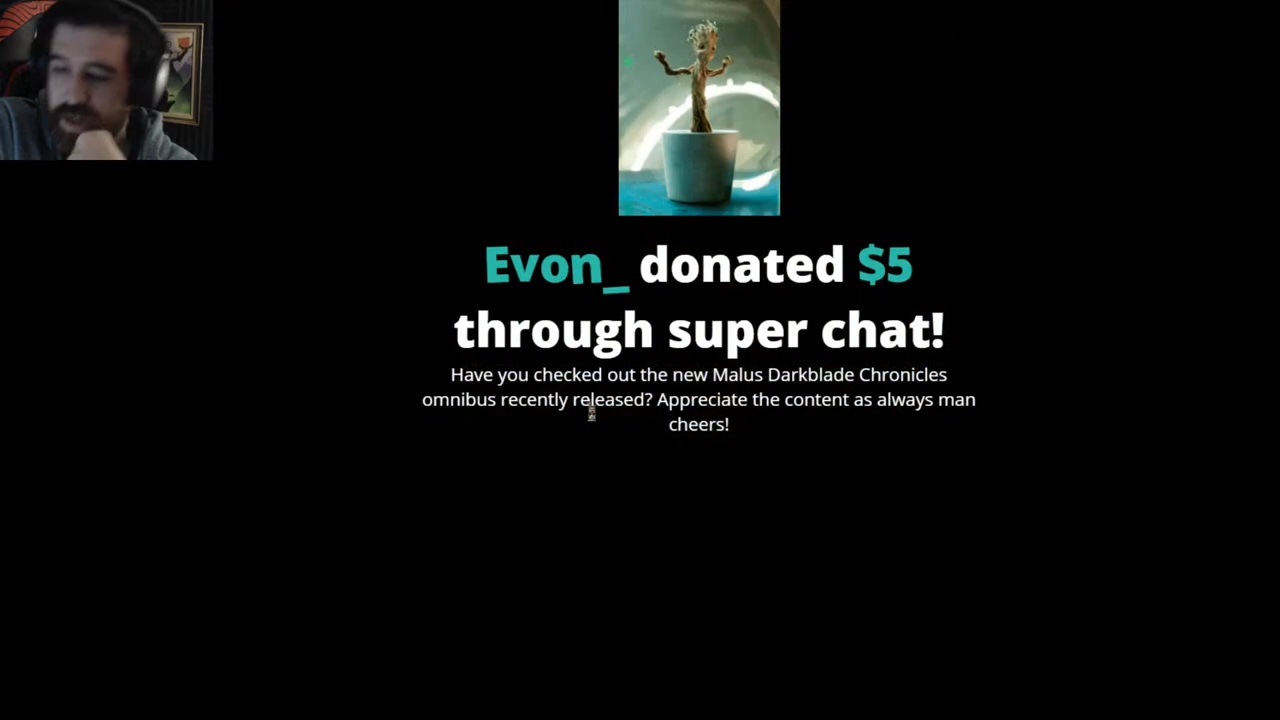 Evon_ donated $5
through super chat!
Have you checked out the new Malus Darkblade Chronicles
omnibus recently released? Appreciate the content as always man
cheers!